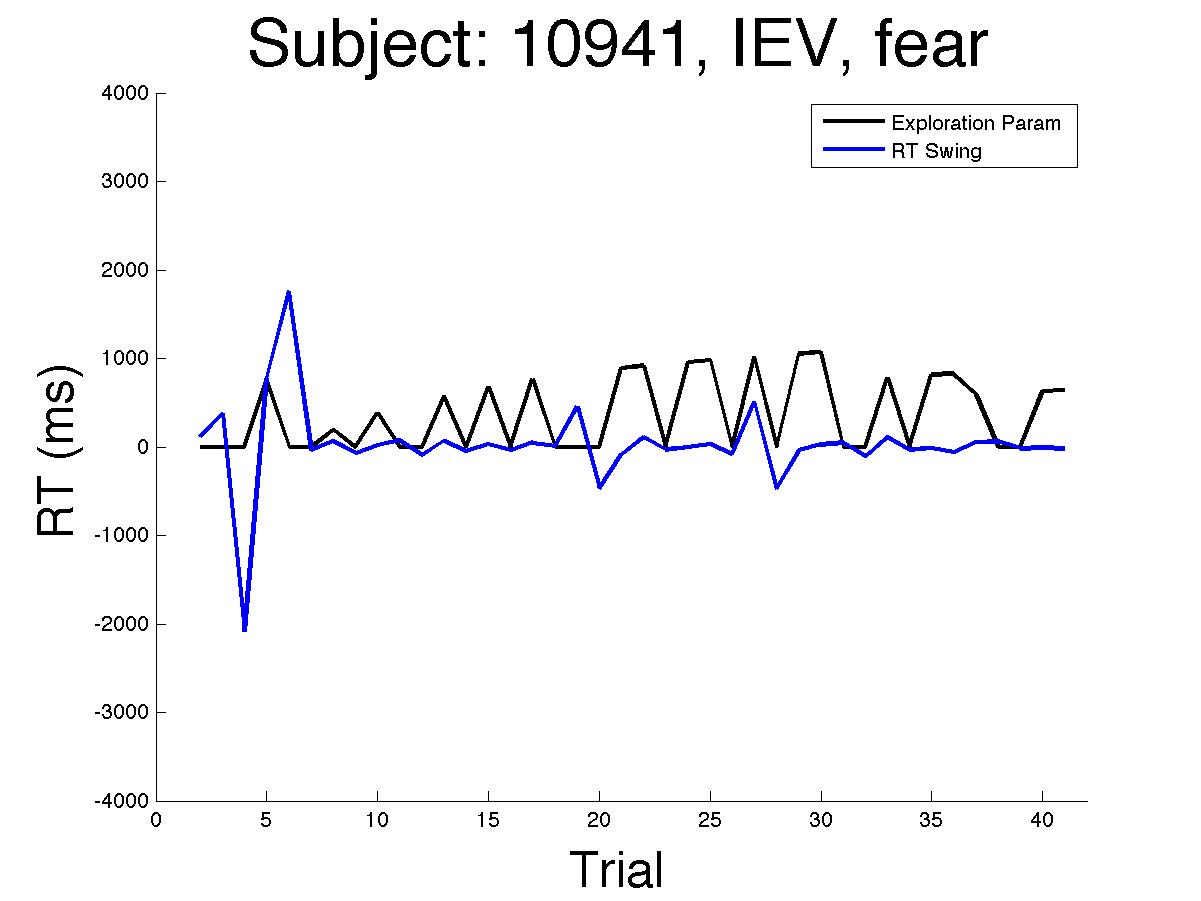 Subject: 10941, IEV, fear
4000
3000
2000
1000
0
-1000
-2000
-3000
-4000
RT (ms)
Exploration Param
RT Swing
0 5 10 15 20 25 30 35 40
Trial